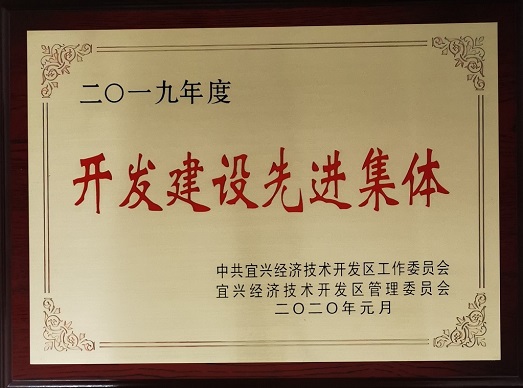 二〇一九年度
开发建设先进集体
中共宜兴经济技术开发区工作委员会
宜兴经济技术开发区管理委员会
二〇二〇年元月